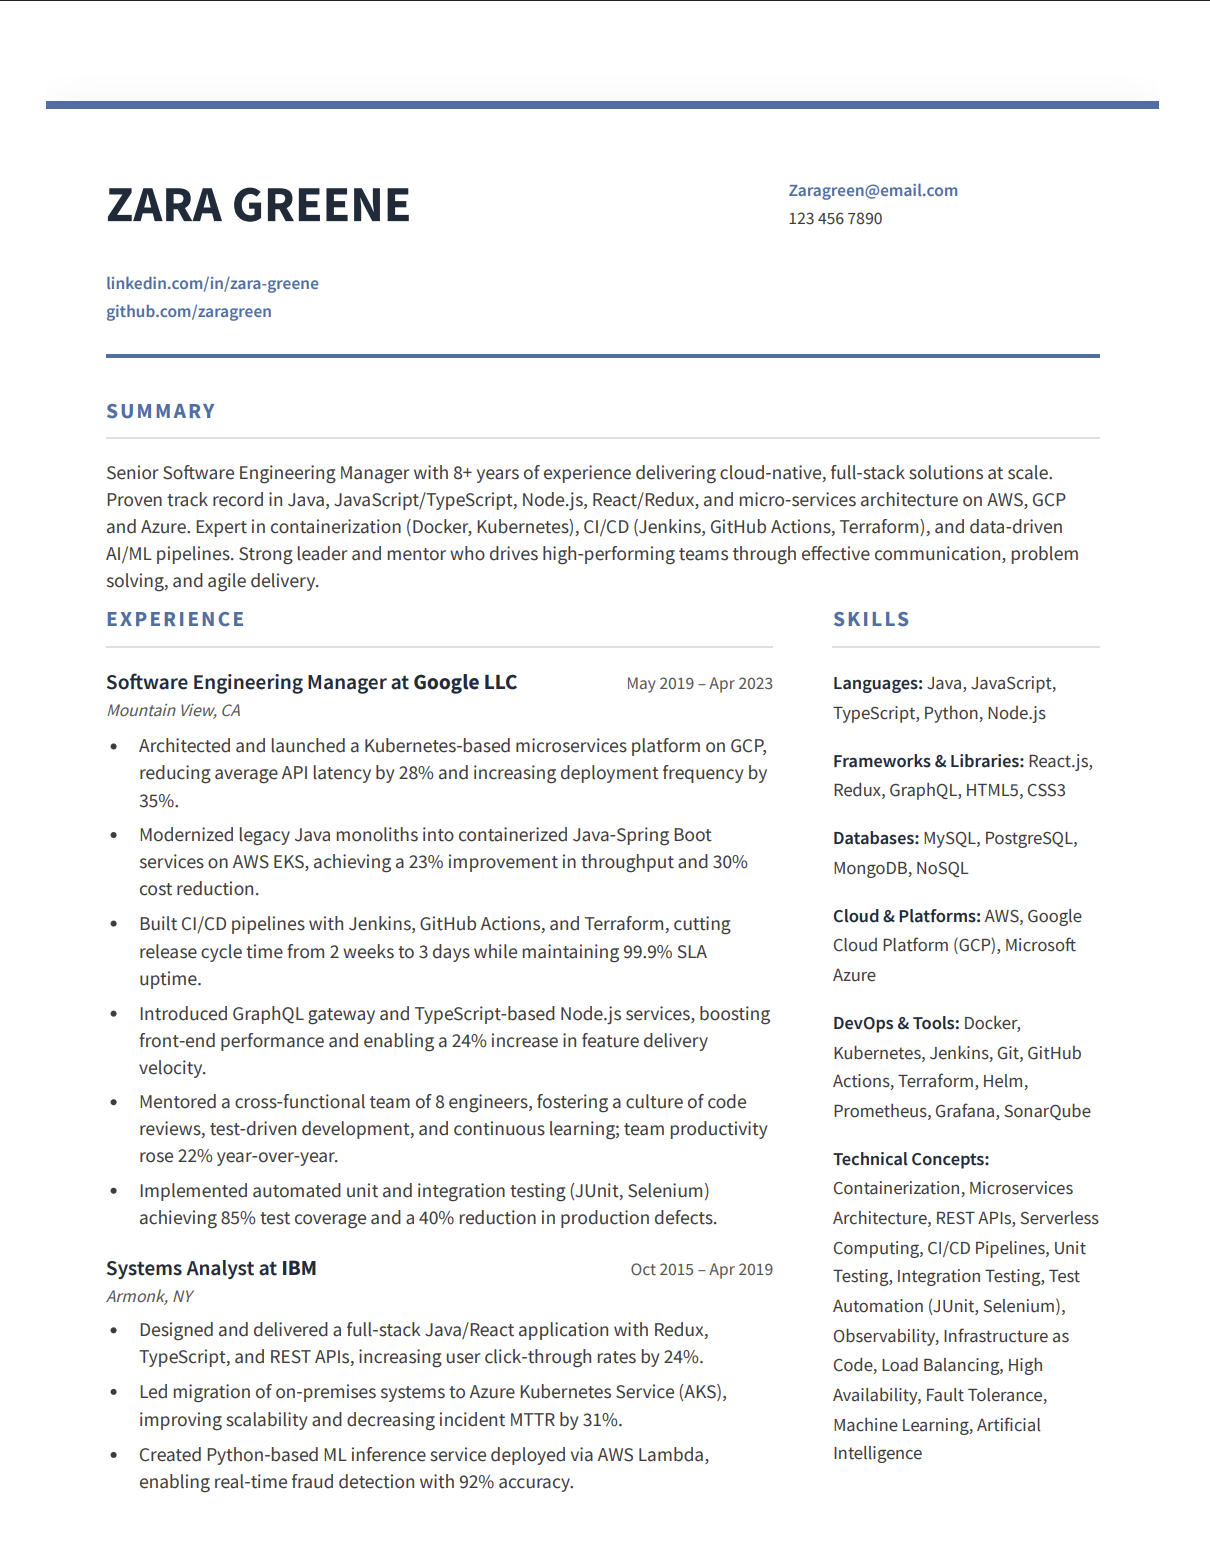 ZARA GREENE
Zaragreen@email.com
123 456 7890
linkedin.com/in/zara-greene
github.com/zaragreen
SUMMARY
Senior Software Engineering Manager with 8+ years of experience delivering cloud-native, full-stack solutions at scale.
Proven track record in Java, JavaScript/TypeScript, Node.js, React/Redux, and micro-services architecture on AWS, GCP
and Azure. Expert in containerization (Docker, Kubernetes), CI/CD (Jenkins, GitHub Actions, Terraform), and data-driven
AI/ML pipelines. Strong leader and mentor who drives high-performing teams through effective communication, problem
solving, and agile delivery.
EXPERIENCE
Software Engineering Manager at Google LLC
May 2019 – Apr 2023
Mountain View, CA
• Architected and launched a Kubernetes-based microservices platform on GCP,
reducing average API latency by 28% and increasing deployment frequency by
35%.
• Modernized legacy Java monoliths into containerized Java-Spring Boot
services on AWS EKS, achieving a 23% improvement in throughput and 30%
cost reduction.
• Built CI/CD pipelines with Jenkins, GitHub Actions, and Terraform, cutting
release cycle time from 2 weeks to 3 days while maintaining 99.9% SLA
uptime.
• Introduced GraphQL gateway and TypeScript-based Node.js services, boosting
front-end performance and enabling a 24% increase in feature delivery
velocity.
• Mentored a cross-functional team of 8 engineers, fostering a culture of code
reviews, test-driven development, and continuous learning; team productivity
rose 22% year-over-year.
• Implemented automated unit and integration testing (JUnit, Selenium)
achieving 85% test coverage and a 40% reduction in production defects.
Systems Analyst at IBM
Oct 2015 – Apr 2019
Armonk, NY
• Designed and delivered a full-stack Java/React application with Redux,
TypeScript, and REST APIs, increasing user click-through rates by 24%.
• Led migration of on-premises systems to Azure Kubernetes Service (AKS),
improving scalability and decreasing incident MTTR by 31%.
• Created Python-based ML inference service deployed via AWS Lambda,
enabling real-time fraud detection with 92% accuracy.
SKILLS
Languages: Java, JavaScript,
TypeScript, Python, Node.js
Frameworks & Libraries: React.js,
Redux, GraphQL, HTML5, CSS3
Databases: MySQL, PostgreSQL,
MongoDB, NoSQL
Cloud & Platforms: AWS, Google
Cloud Platform (GCP), Microsoft
Azure
DevOps & Tools: Docker,
Kubernetes, Jenkins, Git, GitHub
Actions, Terraform, Helm,
Prometheus, Grafana, SonarQube
Technical Concepts:
Containerization, Microservices
Architecture, REST APIs, Serverless
Computing, CI/CD Pipelines, Unit
Testing, Integration Testing, Test
Automation (JUnit, Selenium),
Observability, Infrastructure as
Code, Load Balancing, High
Availability, Fault Tolerance,
Machine Learning, Artificial
Intelligence